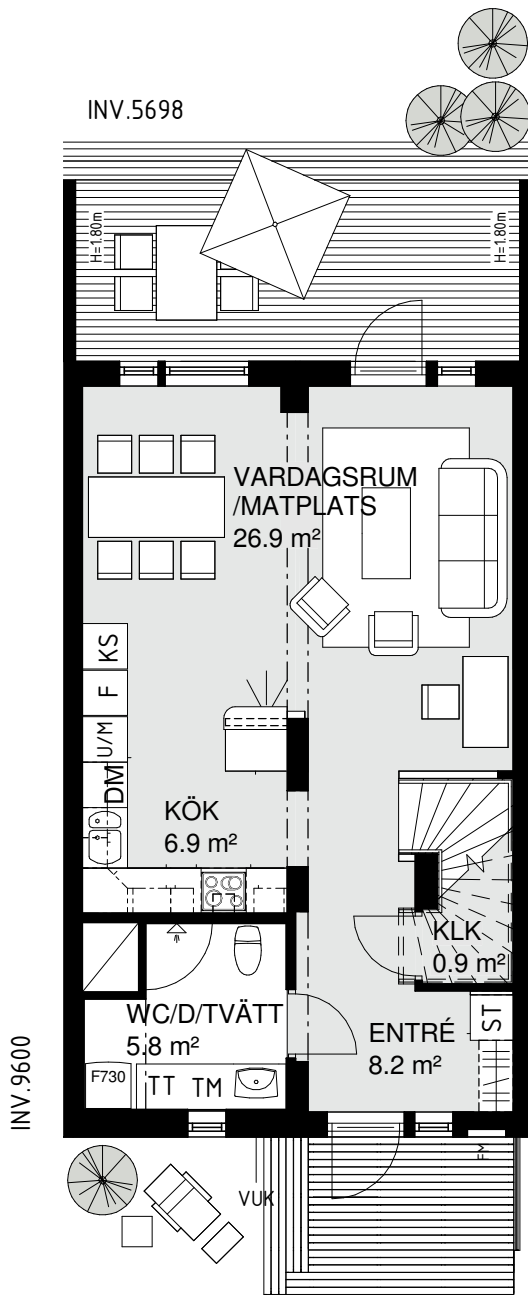 INV.5698
H=1.80m
H=1.80m
VARDAGSRUM
/MATPLATS
26.9 m²
KS
F
U/M
DM
KÖK
6.9 m²
KLK
0.9 m²
WC/D/TVÄTT
5.8 m²
ENTRÉ
8.2 m²
ST
F730
TT TM
INV.9600
VUK